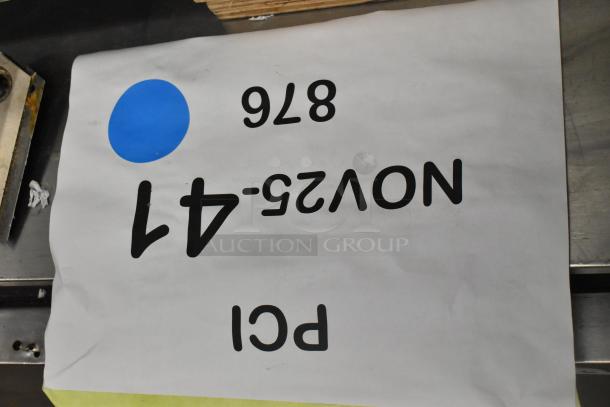 PCI
NOV25-41
876
AUCTION GROUP